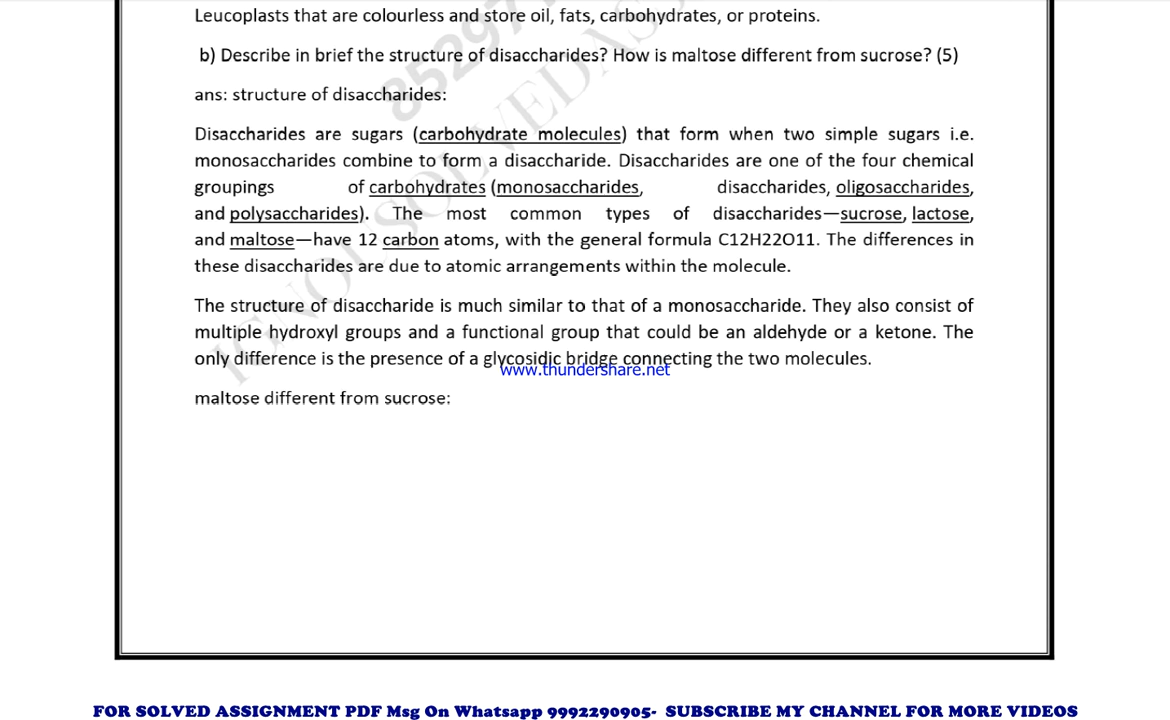 Leucoplasts that are colourless and store oil, fats, carbohydrates, or proteins.
b) Describe in brief the structure of disaccharides? How is maltose different from sucrose? (5)
ans: structure of disaccharides:
Disaccharides are sugars (carbohydrate molecules) that form when two simple sugars i.e.
monosaccharides combine to form a disaccharide. Disaccharides are one of the four chemical
groupings of carbohydrates (monosaccharides, disaccharides, oligosaccharides,
and polysaccharides). The most common types of disaccharides—sucrose, lactose,
and maltose—have 12 carbon atoms, with the general formula C12H22O11. The differences in
these disaccharides are due to atomic arrangements within the molecule.
The structure of disaccharide is much similar to that of a monosaccharide. They also consist of
multiple hydroxyl groups and a functional group that could be an aldehyde or a ketone. The
only difference is the presence of a glycosidic bridge connecting the two molecules.
www.thundershare.net
maltose different from sucrose:
FOR SOLVED ASSIGNMENT PDF Msg On Whatsapp 9992290905- SUBSCRIBE MY CHANNEL FOR MORE VIDEOS